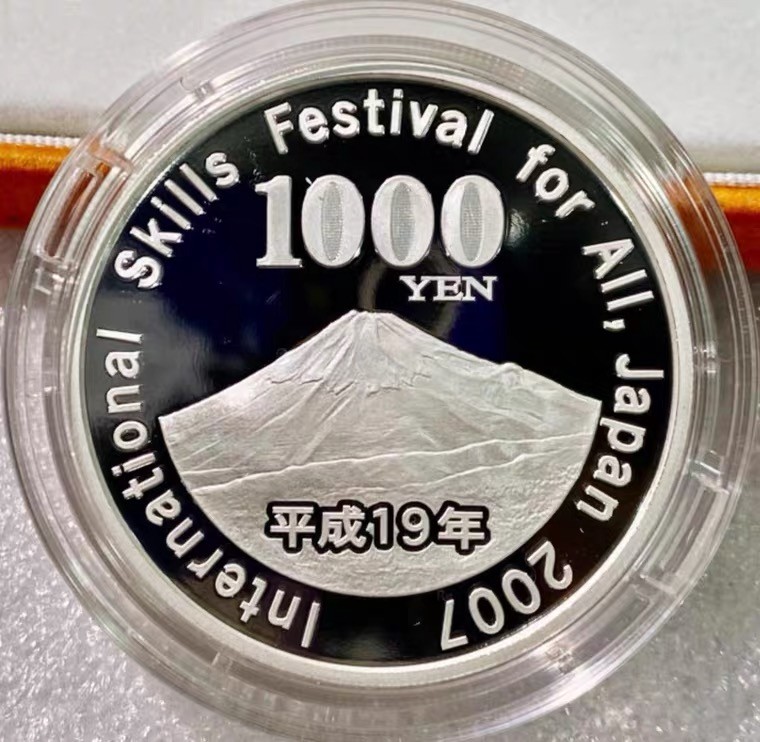 International Skills Festival for All, Japan 2007
1000
YEN
平成19年